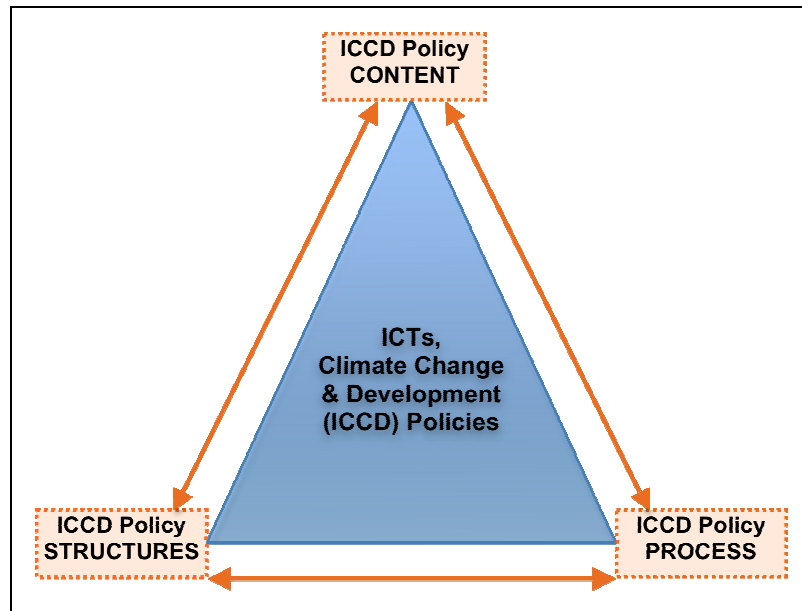 ICCD Policy
CONTENT
ICTs,
Climate Change
& Development
(ICCD) Policies
ICCD Policy
STRUCTURES
ICCD Policy
PROCESS